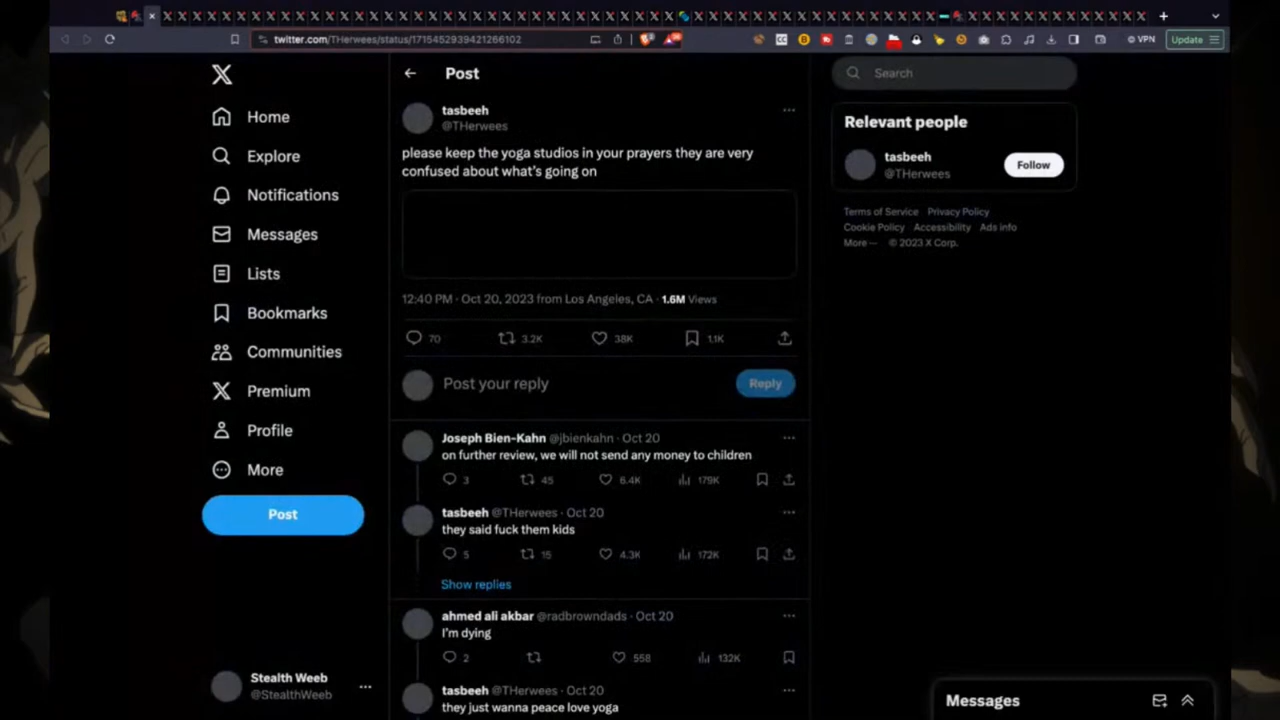 twitter.com/THerwees/status/1715452939421266102
VPN
Update
Home
Explore
Notifications
Messages
Lists
Bookmarks
Communities
Premium
Profile
More
Post
Stealth Weeb
@StealthWeeb
Post
tasbeeh
@THerwees
please keep the yoga studios in your prayers they are very
confused about what's going on
12:40 PM · Oct 20, 2023 from Los Angeles, CA · 1.6M Views
70 3.2K 38K 1.1K
Post your reply
Reply
Joseph Bien-Kahn @jbienkahn · Oct 20
on further review, we will not send any money to children
3 45 6.4K 179K
tasbeeh @THerwees · Oct 20
they said fuck them kids
5 15 4.3K 172K
Show replies
ahmed ali akbar @radbrowndads · Oct 20
I'm dying
2 558 132K
tasbeeh @THerwees · Oct 20
they just wanna peace love yoga
Search
Relevant people
tasbeeh
@THerwees
Follow
Terms of Service Privacy Policy
Cookie Policy Accessibility Ads info
More ··· © 2023 X Corp.
Messages